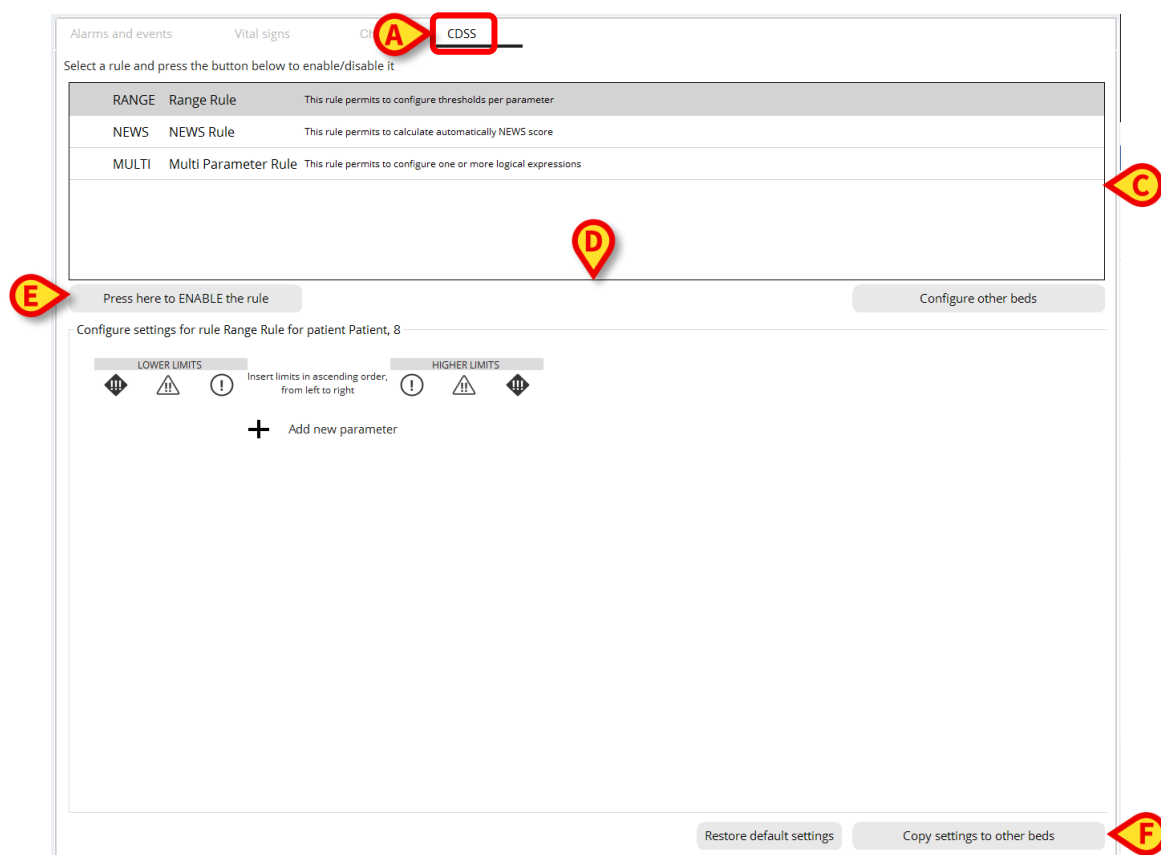 Alarms and events Vital signs Ch A CDSS
Select a rule and press the button below to enable/disable it
RANGE Range Rule This rule permits to configure thresholds per parameter
NEWS NEWS Rule This rule permits to calculate automatically NEWS score
MULTI Multi Parameter Rule This rule permits to configure one or more logical expressions
C
D
E Press here to ENABLE the rule Configure other beds
Configure settings for rule Range Rule for patient Patient, 8
LOWER LIMITS HIGHER LIMITS
!!! !! ! Insert limits in ascending order, ! !! !!!
from left to right
+ Add new parameter
Restore default settings Copy settings to other beds F